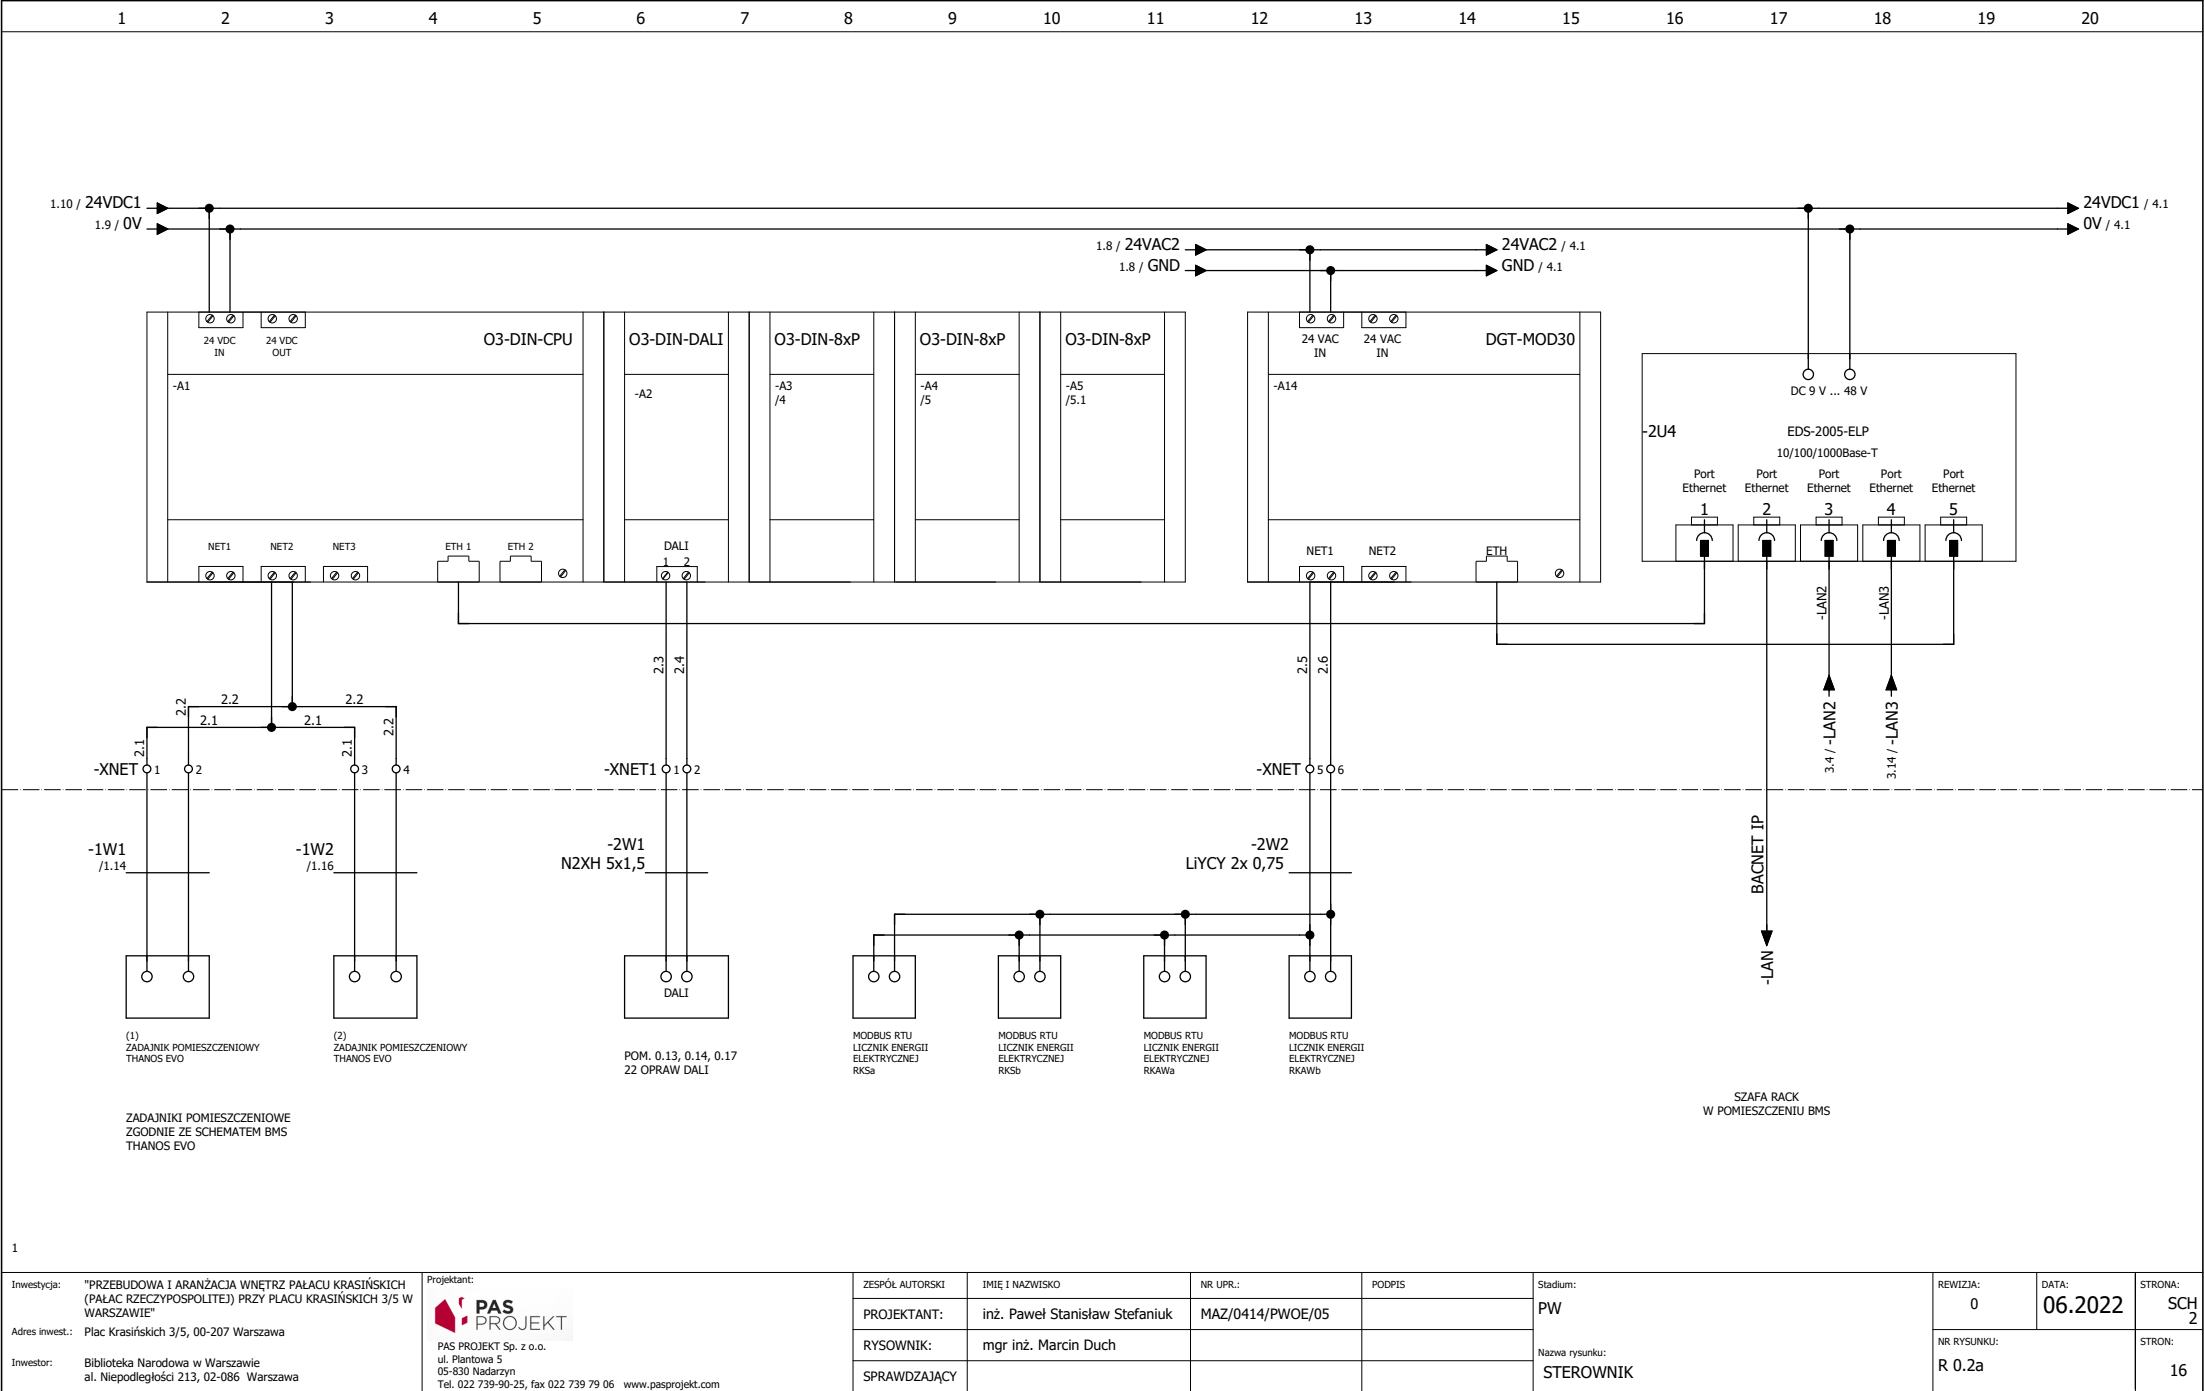 1 2 3 4 5 6 7 8 9 10 11 12 13 14 15 16 17 18 19 20
1.10 / 24VDC1
24VDC1 / 4.1
1.9 / 0V
0V / 4.1
1.8 / 24VAC2
24VAC2 / 4.1
1.8 / GND
GND / 4.1
24 VDC
IN
24 VDC
OUT
O3-DIN-CPU
-A1
NET1
NET2
NET3
ETH 1
ETH 2
O3-DIN-DALI
-A2
DALI
1 2
O3-DIN-8xP
-A3
/4
O3-DIN-8xP
-A4
/5
O3-DIN-8xP
-A5
/5.1
24 VAC
IN
24 VAC
IN
DGT-MOD30
-A14
NET1
NET2
ETH
DC 9 V ... 48 V
-2U4
EDS-2005-ELP
10/100/1000Base-T
Port
Ethernet
1
Port
Ethernet
2
Port
Ethernet
3
Port
Ethernet
4
Port
Ethernet
5
-LAN2
-LAN3
2.3
2.4
2.5
2.6
2.2
2.2
2.2
2.2
2.1
2.1
2.1
2.1
3.4 / -LAN2
3.14 / -LAN3
-XNET 1 2 3 4
-XNET1 1 2
-XNET 5 6
-1W1
/1.14
-1W2
/1.16
-2W1
N2XH 5x1,5
-2W2
LiYCY 2x 0,75
BACNET IP
-LAN
(1)
ZADAJNIK POMIESZCZENIOWY
THANOS EVO
(2)
ZADAJNIK POMIESZCZENIOWY
THANOS EVO
DALI
POM. 0.13, 0.14, 0.17
22 OPRAW DALI
MODBUS RTU
LICZNIK ENERGII
ELEKTRYCZNEJ
RKSa
MODBUS RTU
LICZNIK ENERGII
ELEKTRYCZNEJ
RKSb
MODBUS RTU
LICZNIK ENERGII
ELEKTRYCZNEJ
RKAWa
MODBUS RTU
LICZNIK ENERGII
ELEKTRYCZNEJ
RKAWb
SZAFA RACK
W POMIESZCZENIU BMS
ZADAJNIKI POMIESZCZENIOWE
ZGODNIE ZE SCHEMATEM BMS
THANOS EVO
1
Inwestycja: "PRZEBUDOWA I ARANŻACJA WNĘTRZ PAŁACU KRASIŃSKICH
(PAŁAC RZECZYPOSPOLITEJ) PRZY PLACU KRASIŃSKICH 3/5 W
WARSZAWIE"
Adres inwest.: Plac Krasińskich 3/5, 00-207 Warszawa
Inwestor: Biblioteka Narodowa w Warszawie
al. Niepodległości 213, 02-086 Warszawa
Projektant:
PAS
PROJEKT
PAS PROJEKT Sp. z o.o.
ul. Plantowa 5
05-830 Nadarzyn
Tel. 022 739-90-25, fax 022 739 79 06 www.pasprojekt.com
ZESPÓŁ AUTORSKI IMIĘ I NAZWISKO NR UPR.: PODPIS
PROJEKTANT: inż. Paweł Stanisław Stefaniuk MAZ/0414/PWOE/05
RYSOWNIK: mgr inż. Marcin Duch
SPRAWDZAJĄCY
Stadium:
PW
Nazwa rysunku:
STEROWNIK
REWIZJA:
0
DATA:
06.2022
STRONA:
SCH
2
NR RYSUNKU:
R 0.2a
STRON:
16